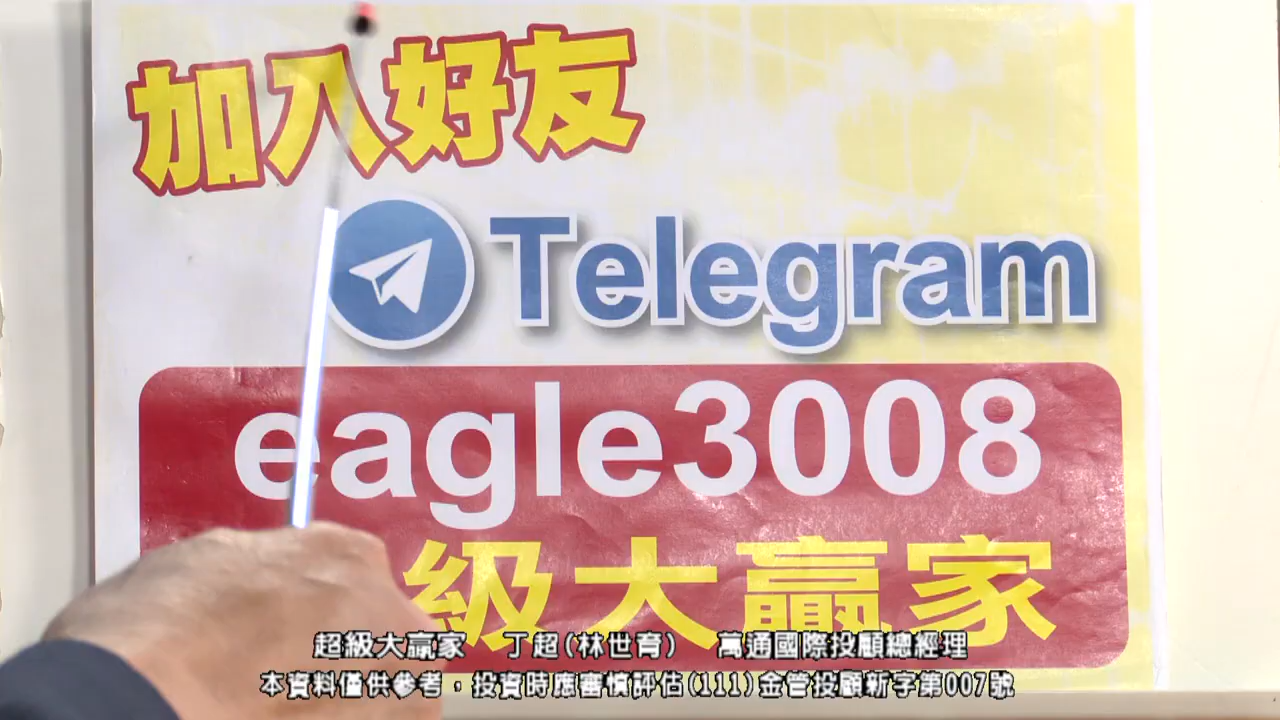 加入好友
Telegram
eagle3008
級大贏家
超級大贏家 丁超(林世育) 萬通國際投顧總經理
本資料僅供參考,投資時應審慎評估(111)金管投顧新字第007號